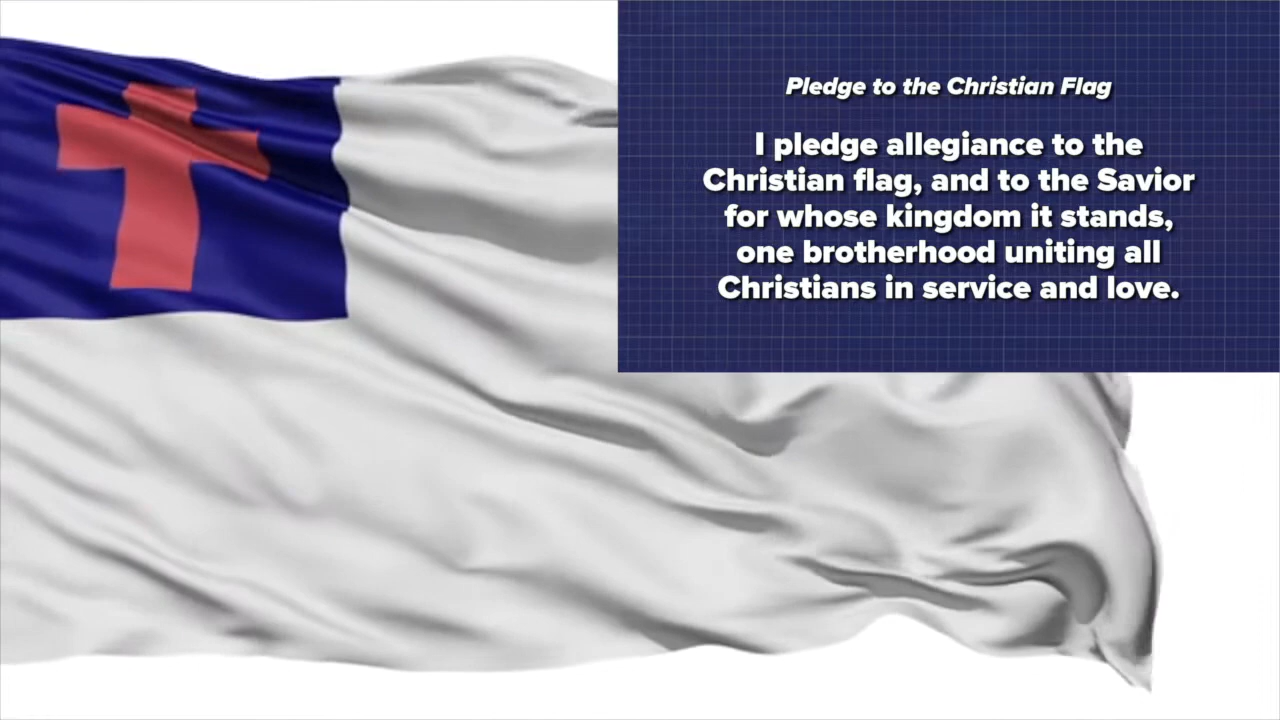 Pledge to the Christian Flag
I pledge allegiance to the
Christian flag, and to the Savior
for whose kingdom it stands,
one brotherhood uniting all
Christians in service and love.